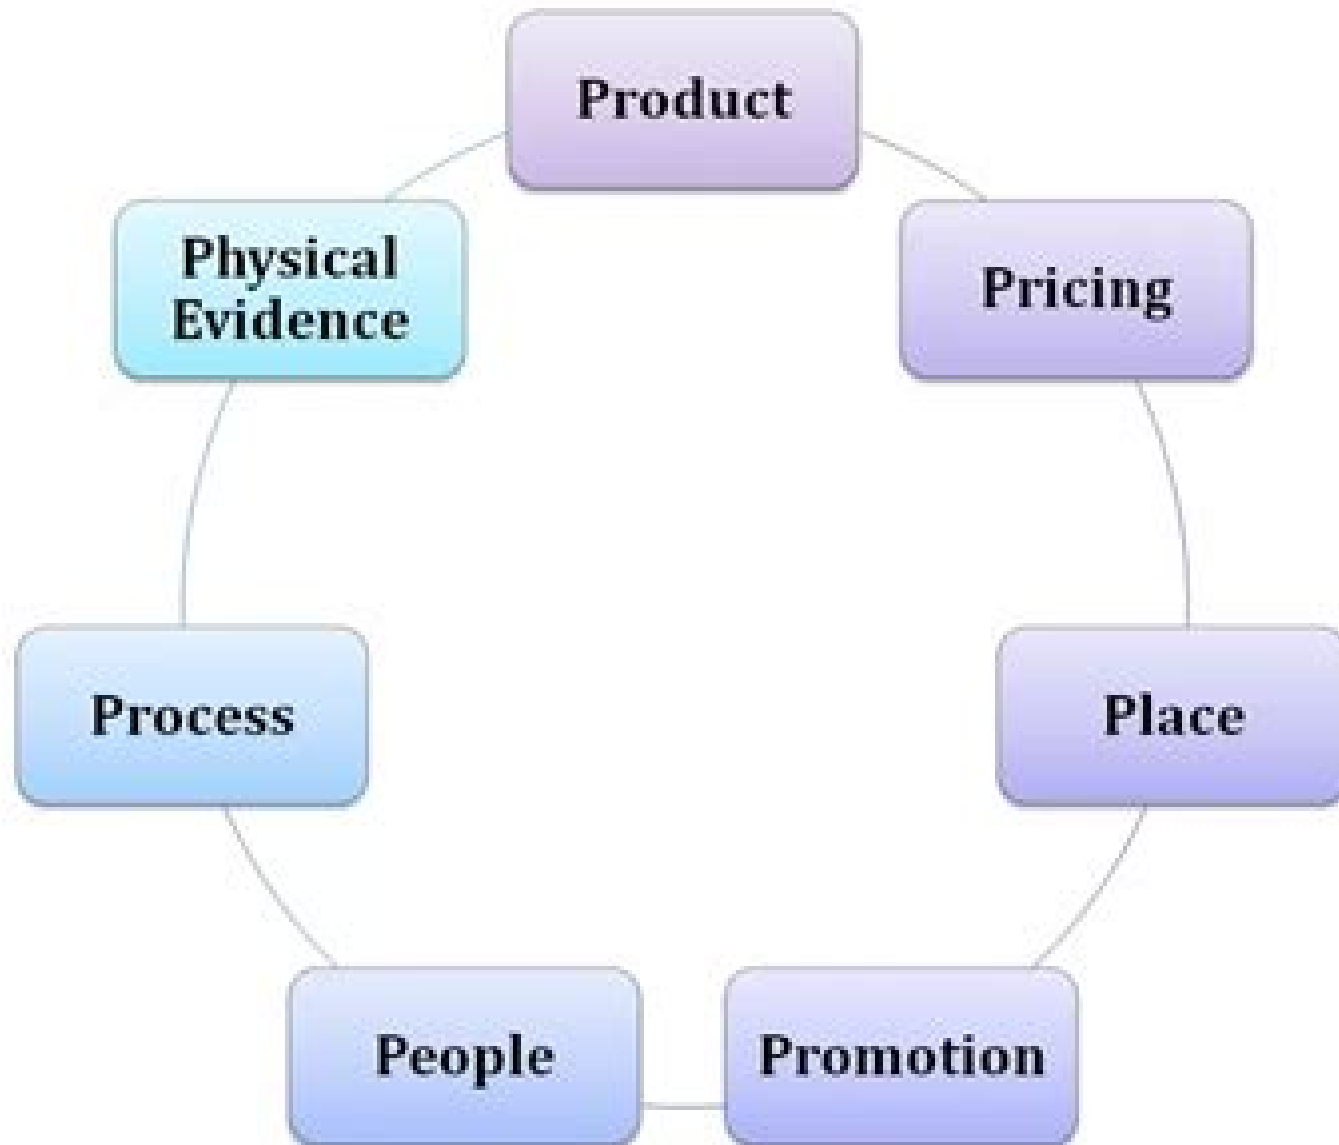 Product
Pricing
Place
Promotion
People
Process
Physical
Evidence